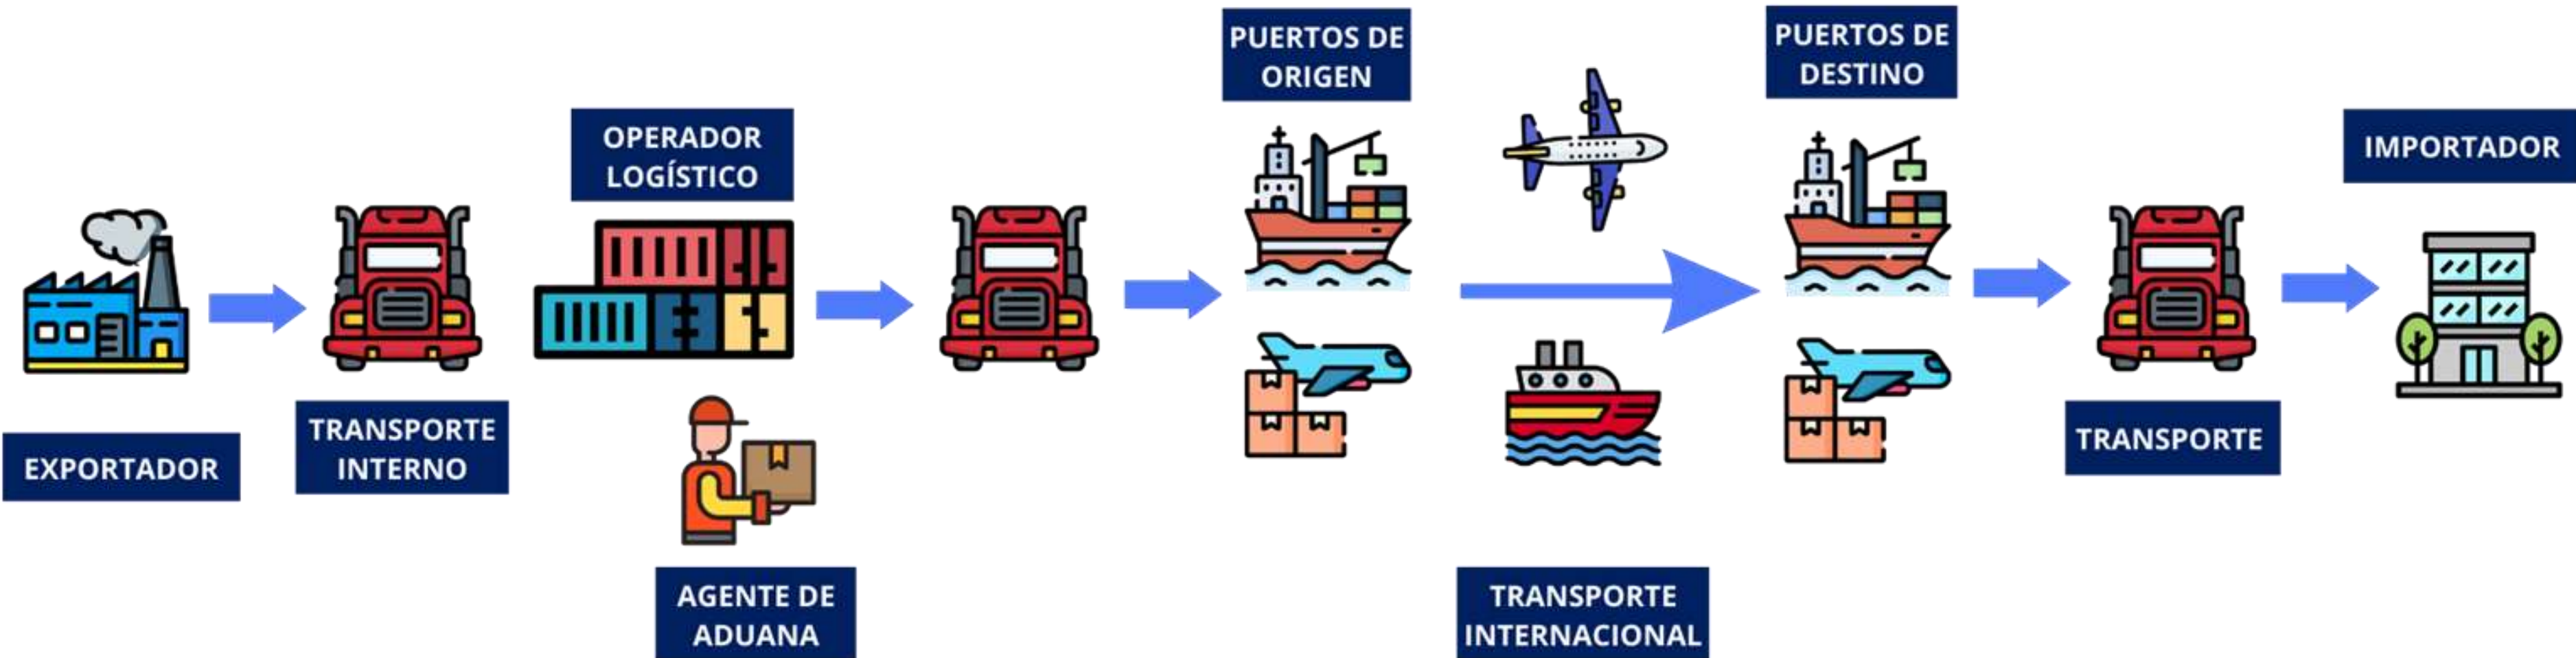 EXPORTADOR
TRANSPORTE
INTERNO
OPERADOR
LOGÍSTICO
AGENTE DE
ADUANA
PUERTOS DE
ORIGEN
TRANSPORTE
INTERNACIONAL
PUERTOS DE
DESTINO
TRANSPORTE
IMPORTADOR